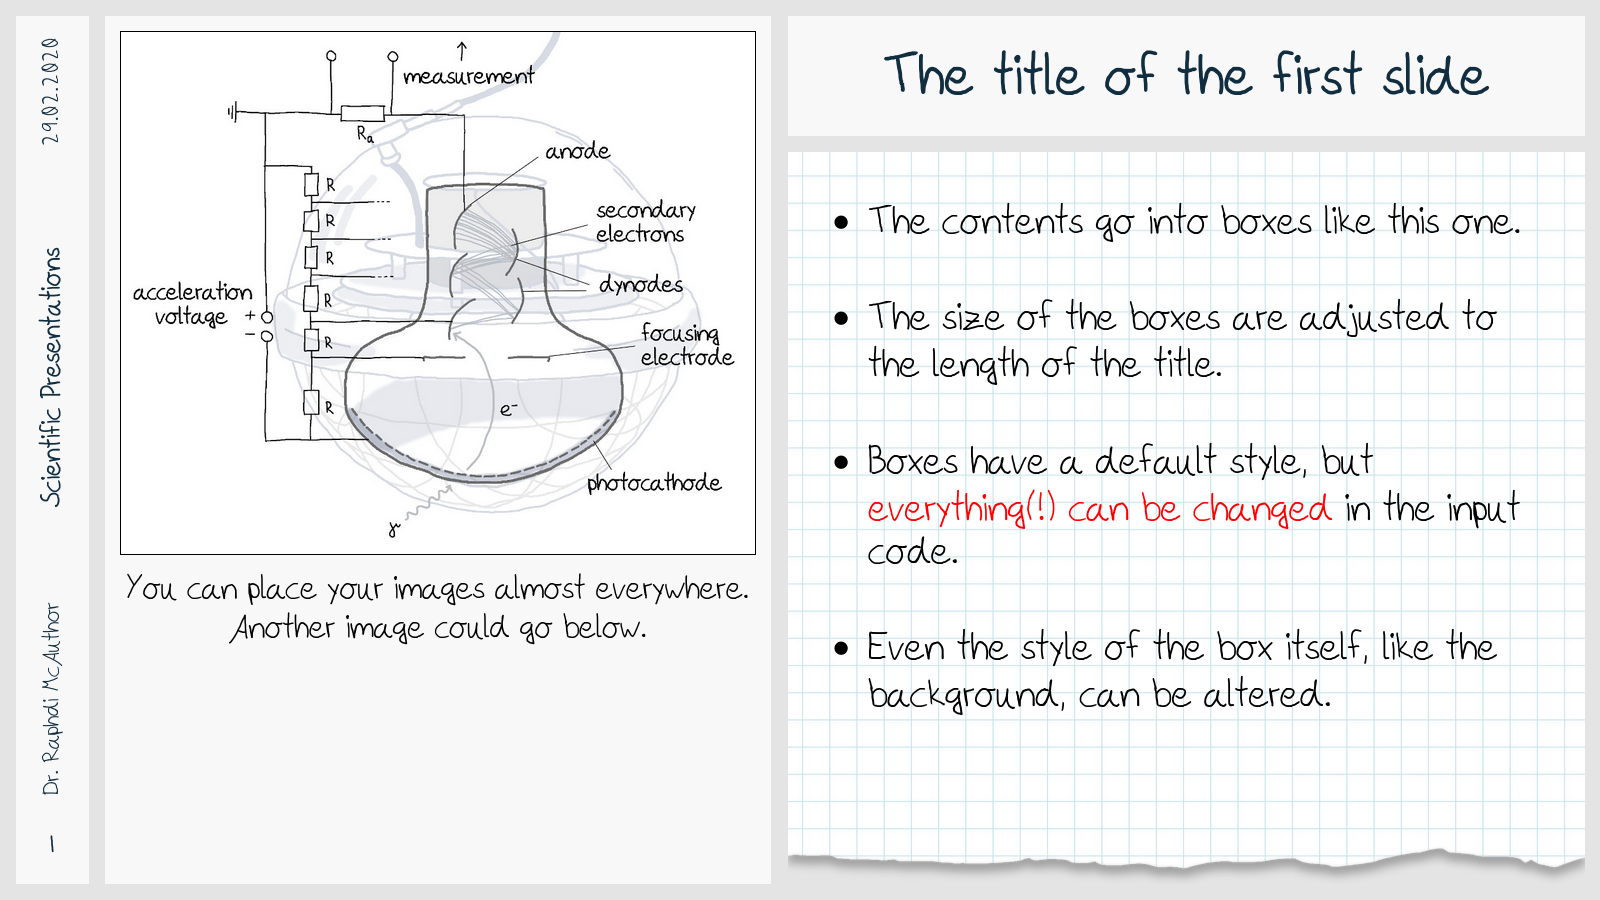 29.02.2020
Scientific Presentations
Dr. Raphdi McAuthor
1
measurement
Ra
anode
R
R
R
R
R
R
secondary
electrons
dynodes
acceleration
voltage
+
-
focusing
electrode
e-
photocathode
γ
You can place your images almost everywhere.
Another image could go below.
The title of the first slide
• The contents go into boxes like this one.
• The size of the boxes are adjusted to
the length of the title.
• Boxes have a default style, but
everything(!) can be changed in the input
code.
• Even the style of the box itself, like the
background, can be altered.